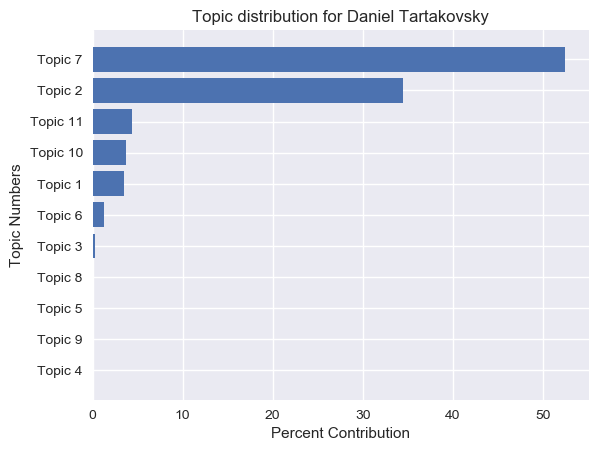 Topic distribution for Daniel Tartakovsky
Topic 7
Topic 2
Topic 11
Topic 10
Topic 1
Topic 6
Topic 3
Topic 8
Topic 5
Topic 9
Topic 4
Topic Numbers
0 10 20 30 40 50
Percent Contribution